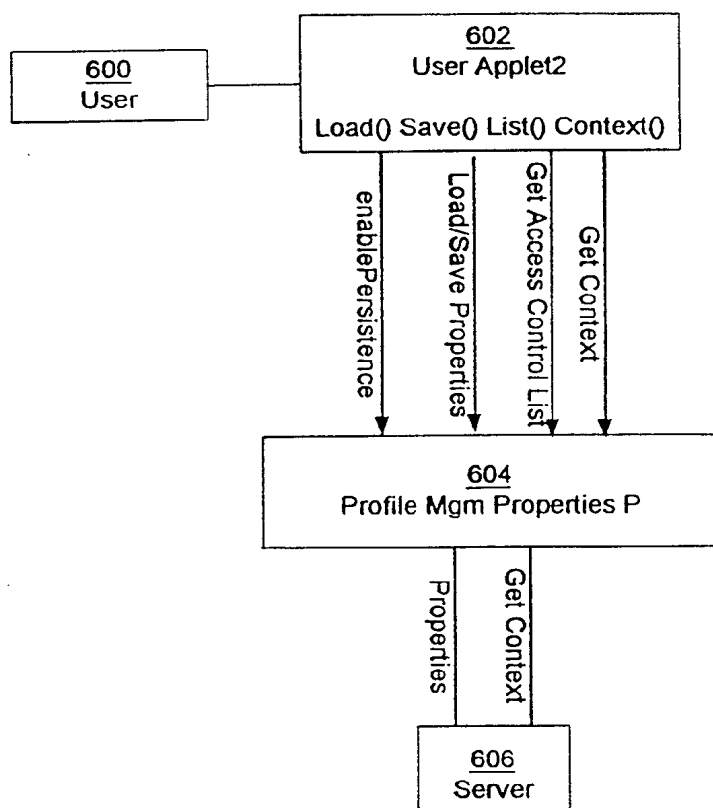 600
User
602
User Applet2
Load() Save() List() Context()
enablePersistence
Load/Save Properties
Get Access Control List
Get Context
604
Profile Mgm Properties P
Properties
Get Context
606
Server